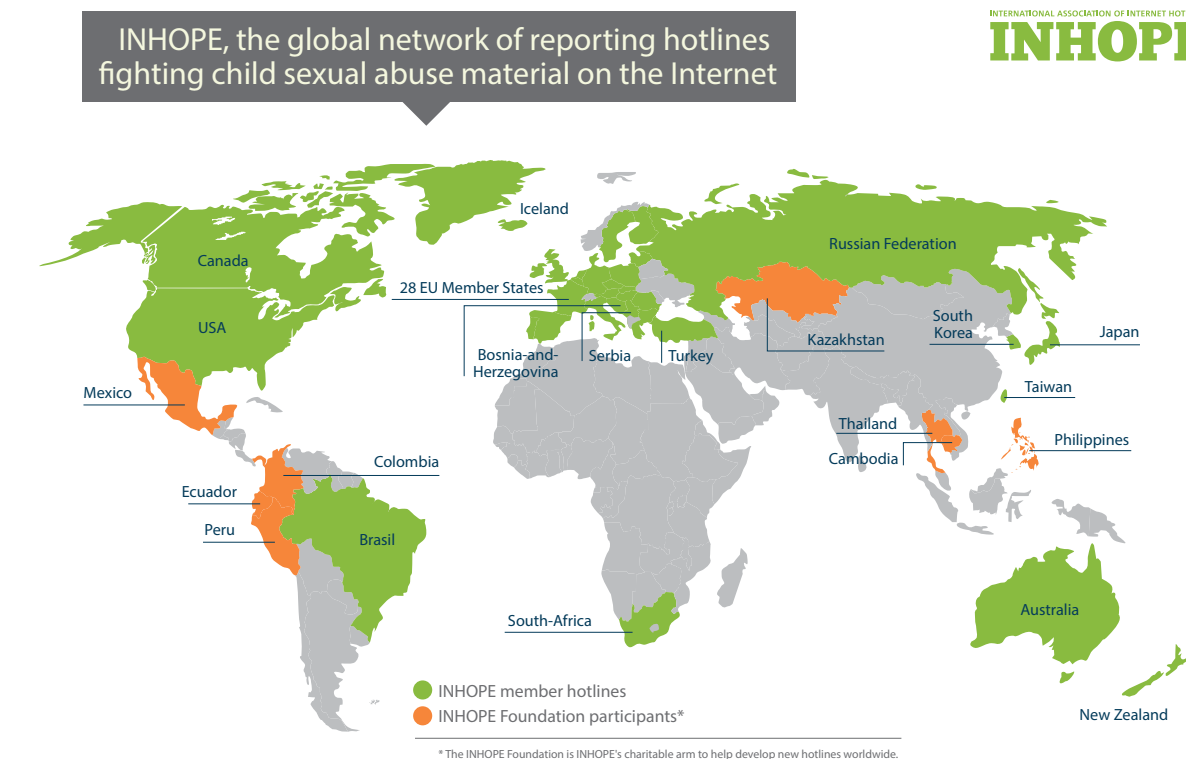 INHOPE, the global network of reporting hotlines
fighting child sexual abuse material on the Internet
INTERNATIONAL ASSOCIATION OF INTERNET HOT
INHOPE
Iceland
Canada
Russian Federation
28 EU Member States
USA
South
Korea
Japan
Kazakhstan
Bosnia-and-
Herzegovina
Serbia
Turkey
Mexico
Taiwan
Thailand
Cambodia
Philippines
Colombia
Ecuador
Peru
Brasil
South-Africa
Australia
INHOPE member hotlines
INHOPE Foundation participants*
New Zealand
* The INHOPE Foundation is INHOPE's charitable arm to help develop new hotlines worldwide.